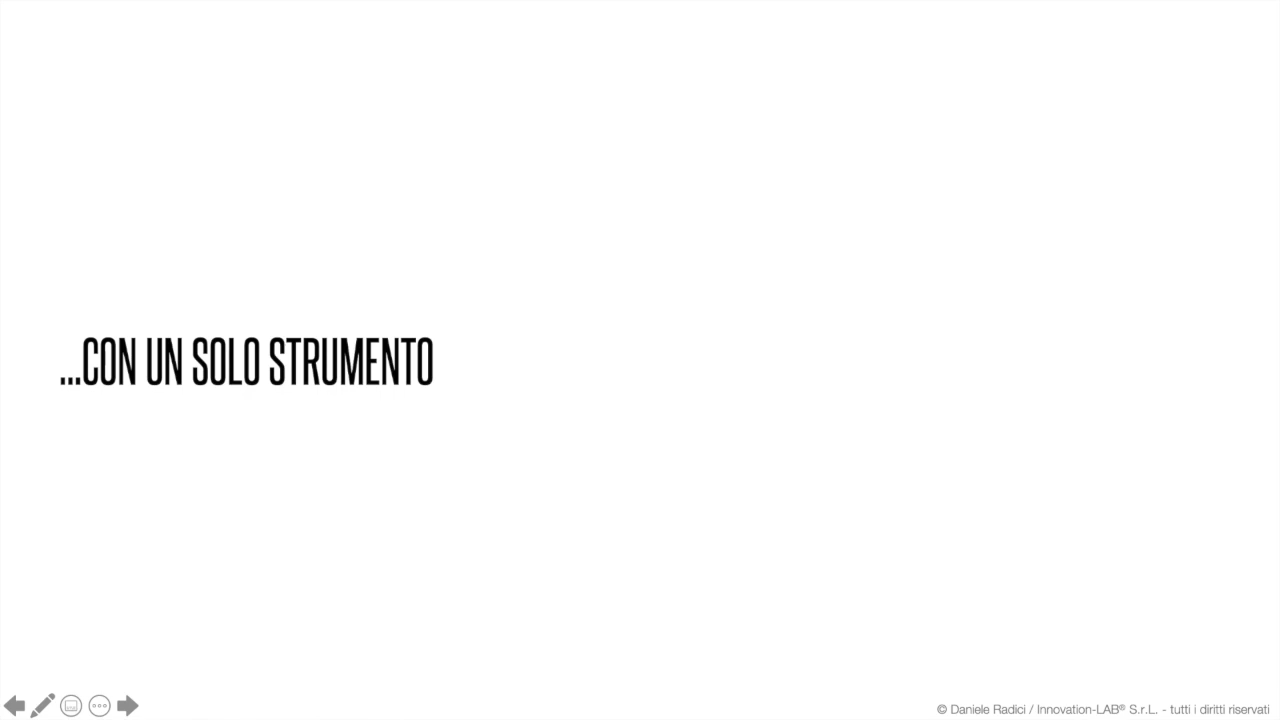 ...CON UN SOLO STRUMENTO
© Daniele Radici / Innovation-LAB® S.r.L. - tutti i diritti riservati